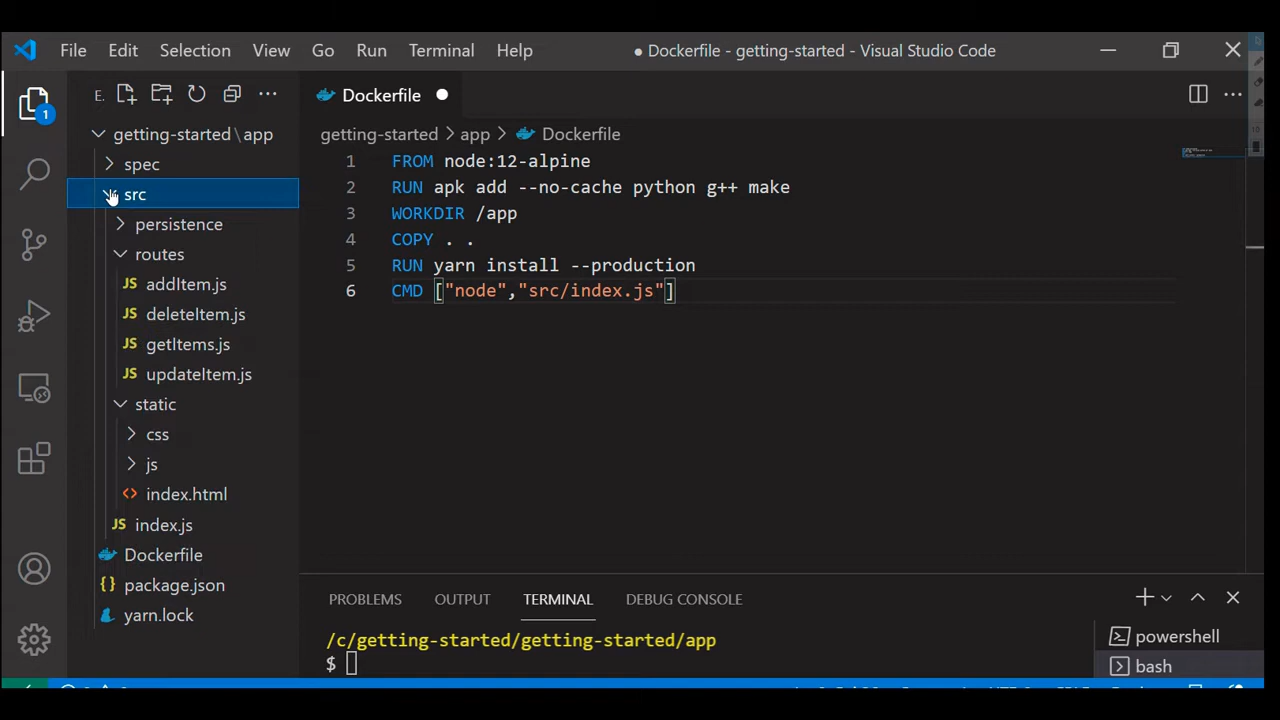 File Edit Selection View Go Run Terminal Help ● Dockerfile - getting-started - Visual Studio Code
1
E.
Dockerfile
getting-started\app
getting-started > app > Dockerfile
spec
src
persistence
routes
addItem.js
deleteItem.js
getItems.js
updateItem.js
static
css
js
index.html
index.js
Dockerfile
package.json
yarn.lock
1 FROM node:12-alpine
2 RUN apk add --no-cache python g++ make
3 WORKDIR /app
4 COPY . .
5 RUN yarn install --production
6 CMD ["node","src/index.js"]
PROBLEMS OUTPUT TERMINAL DEBUG CONSOLE
/c/getting-started/getting-started/app
$
powershell
bash